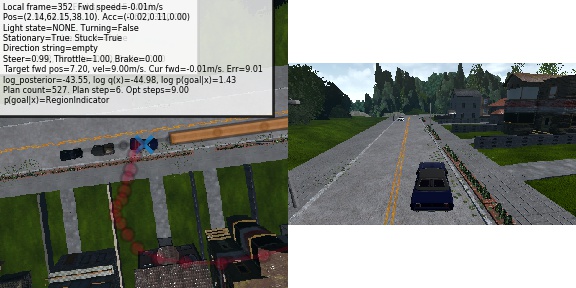 Local frame=352: Fwd speed=-0.01m/s
Pos=(2.14,62.15,38.10). Acc=(-0.02,0.11,0.00)
Light state=NONE. Turning=False
Stationary=True: Stuck=True
Direction string=empty
Steer=0.99, Throttle=1.00, Brake=0.00
Target fwd pos=7.20, vel=9.00m/s. Cur fwd=-0.01m/s. Err=9.01
log_posterior=-43.55, log q(x)=-44.98, log p(goal|x)=1.43
Plan count=527. Plan step=6. Opt steps=9.00
p(goal|x)=RegionIndicator